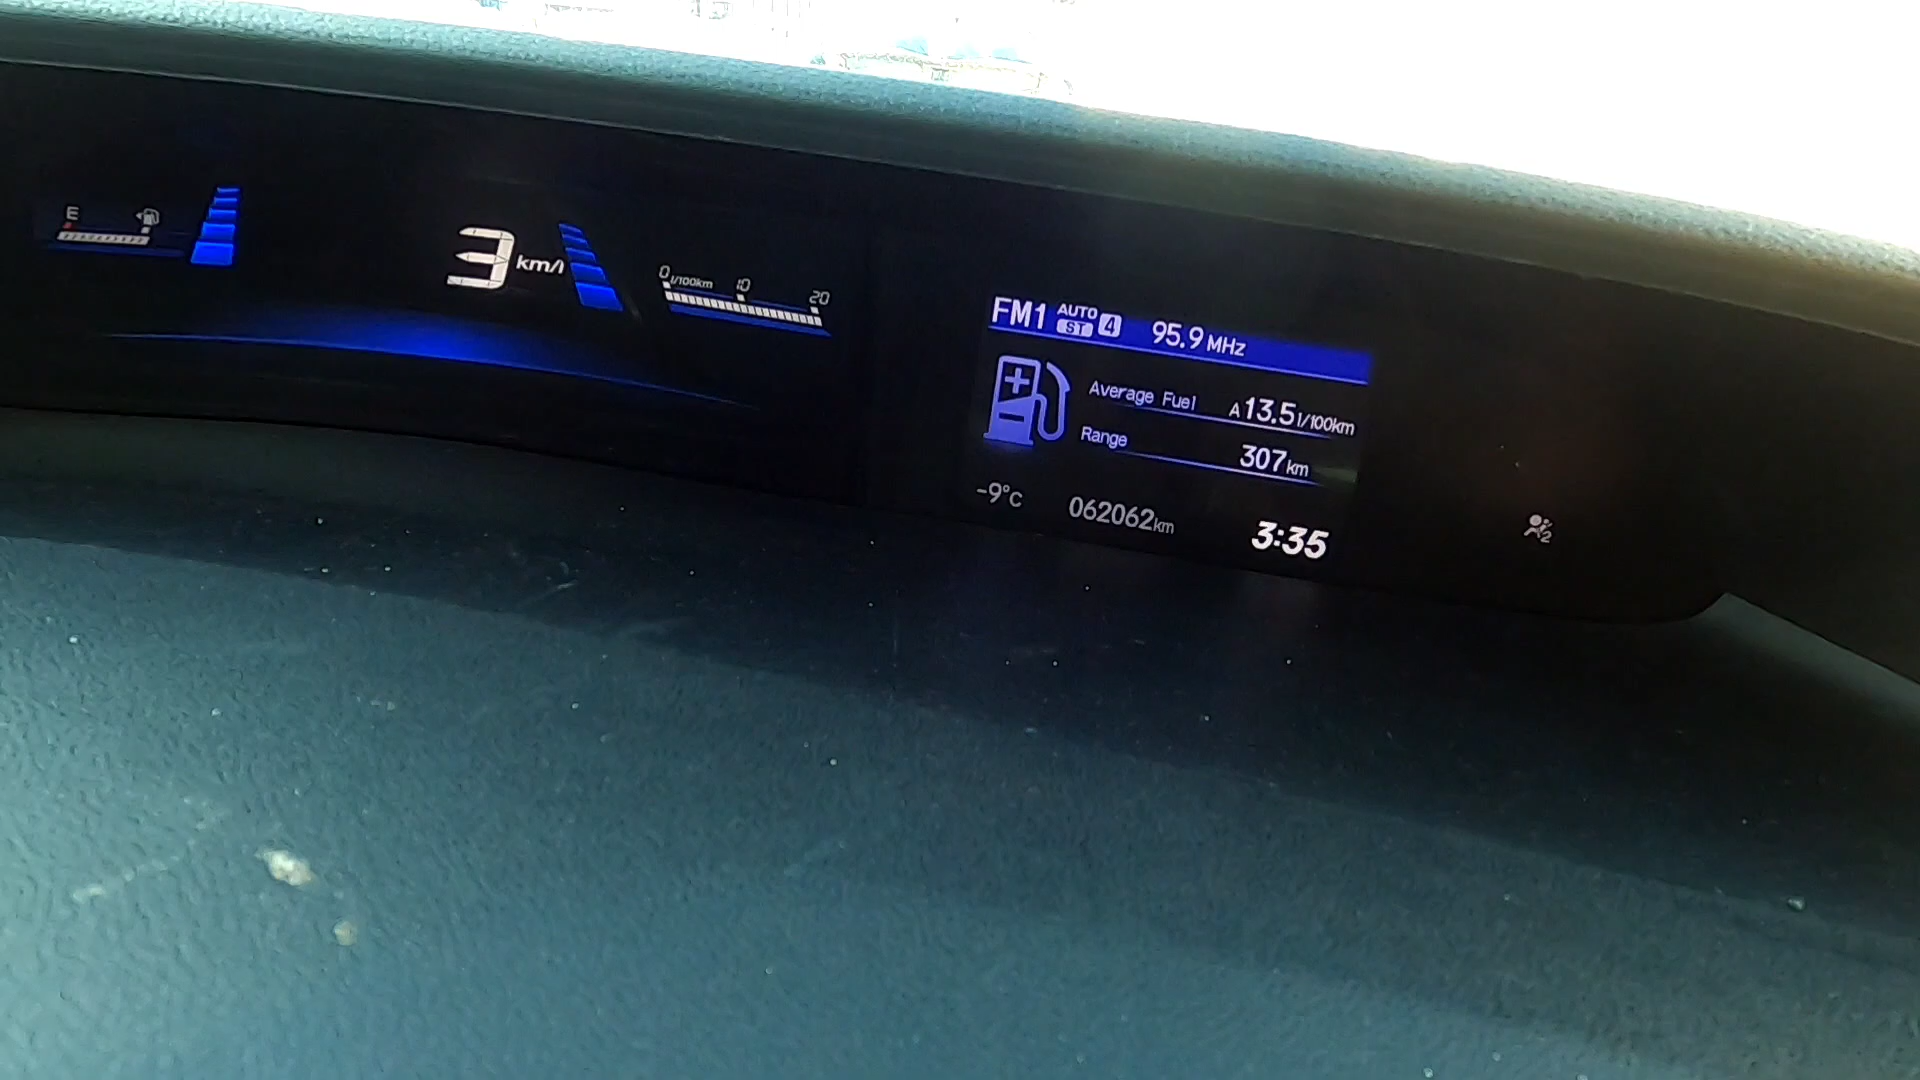 E
3 km/h
0 l/100km 10 20
FM1 AUTO ST 4 95.9 MHz
Average Fuel A 13.5 l/100km
Range 307 km
-9°C 062062 km 3:35
2